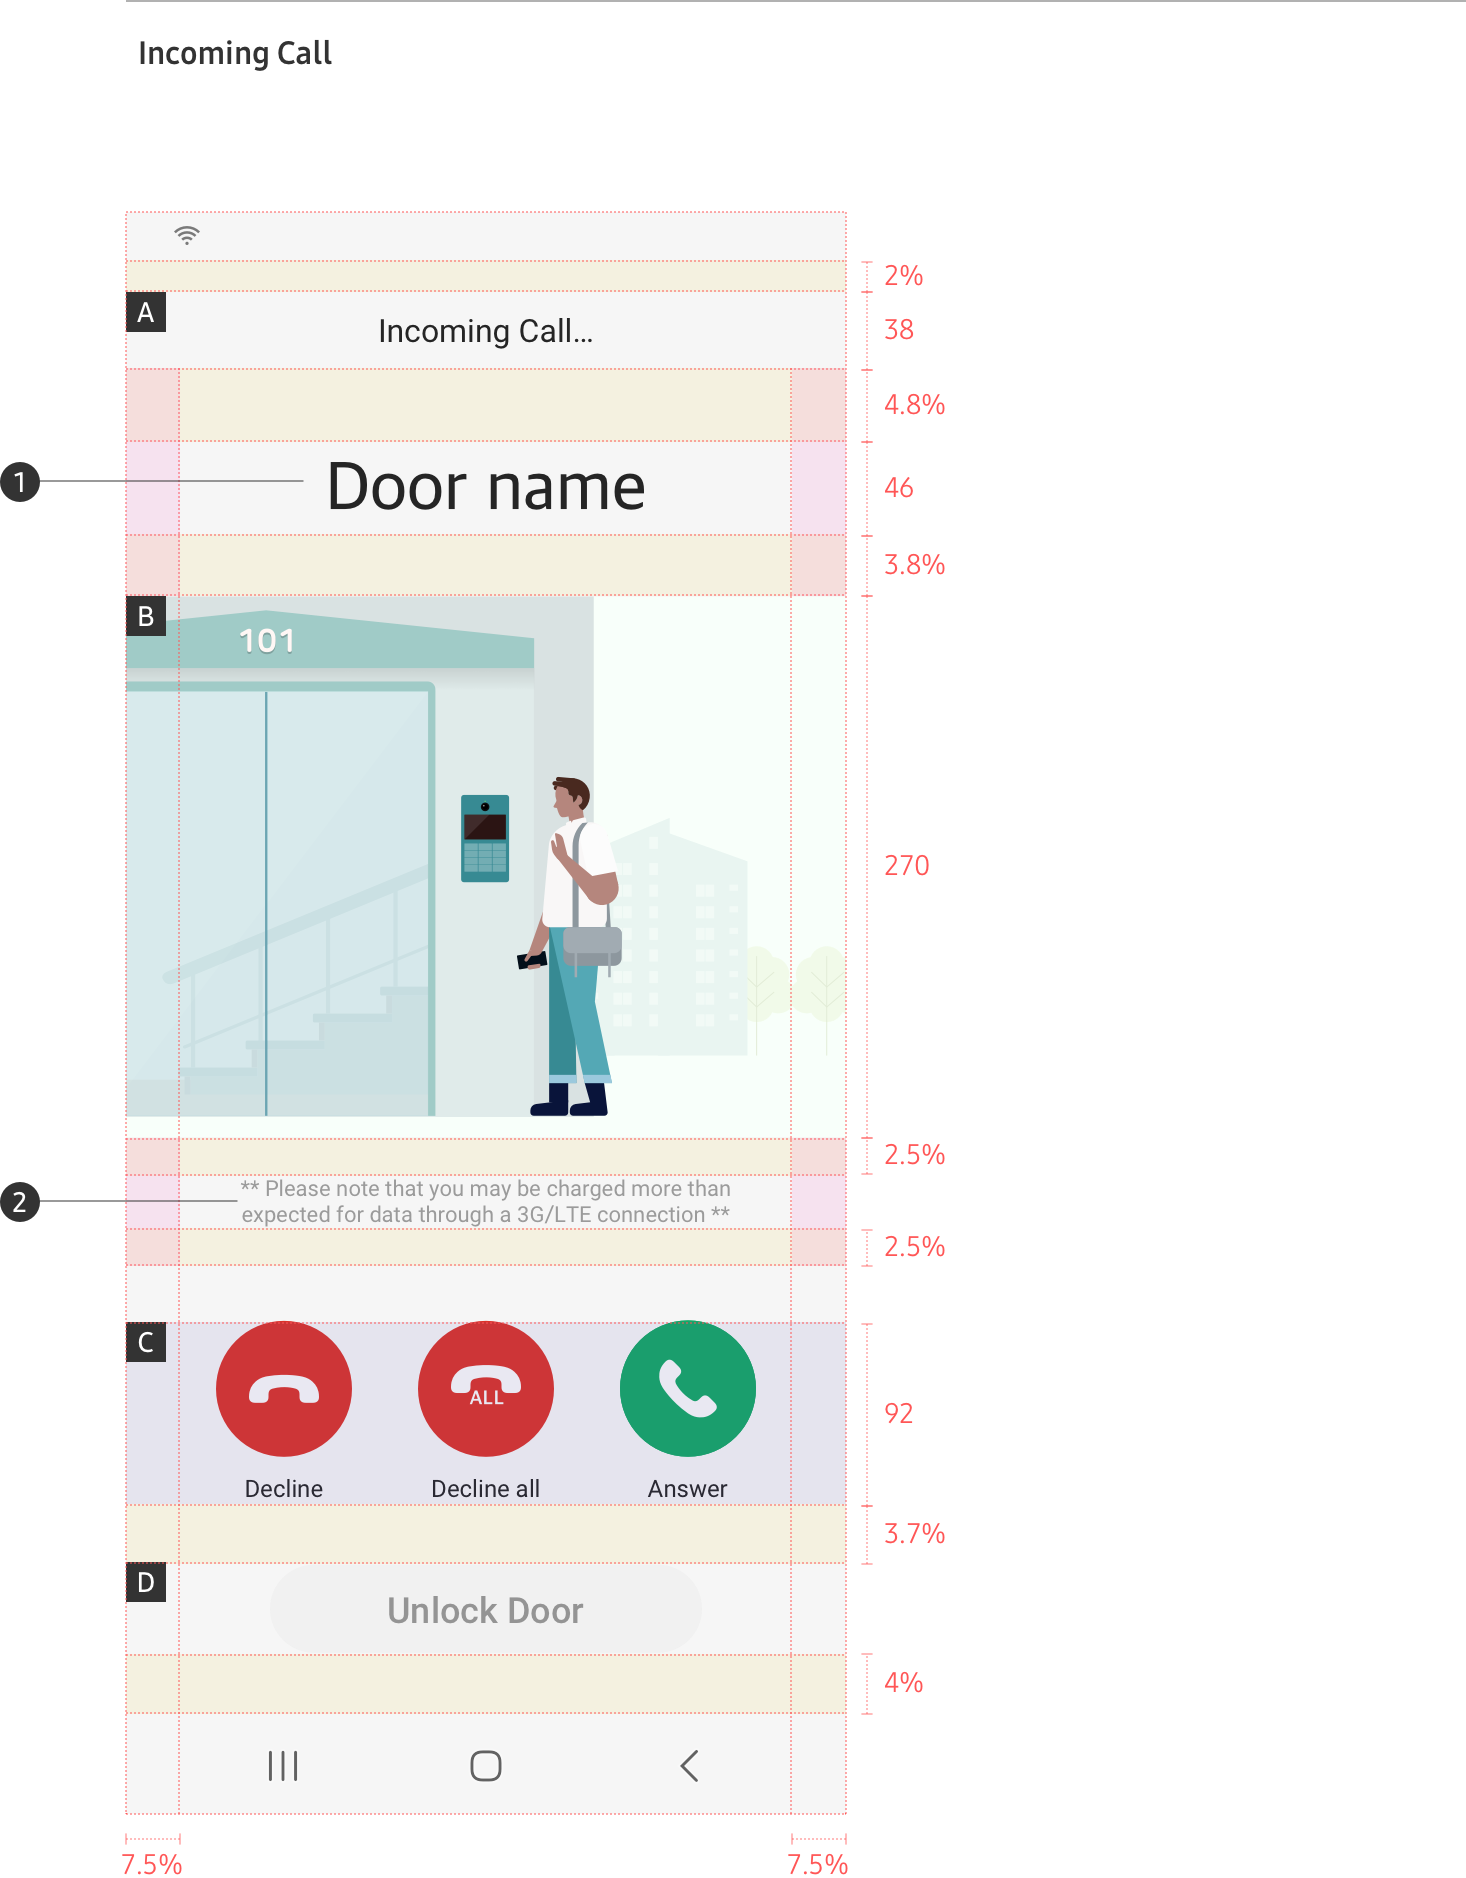 Incoming Call
2%
A
Incoming Call...
38
4.8%
1
Door name
46
3.8%
B
101
270
2.5%
2
** Please note that you may be charged more than
expected for data through a 3G/LTE connection **
2.5%
C
ALL
92
Decline
Decline all
Answer
3.7%
D
Unlock Door
4%
7.5%
7.5%